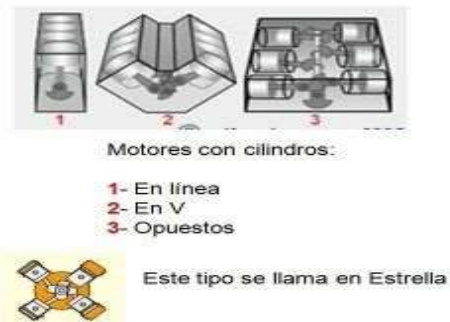 1 2 3
Motores con cilindros:
1- En línea
2- En V
3- Opuestos
Este tipo se llama en Estrella